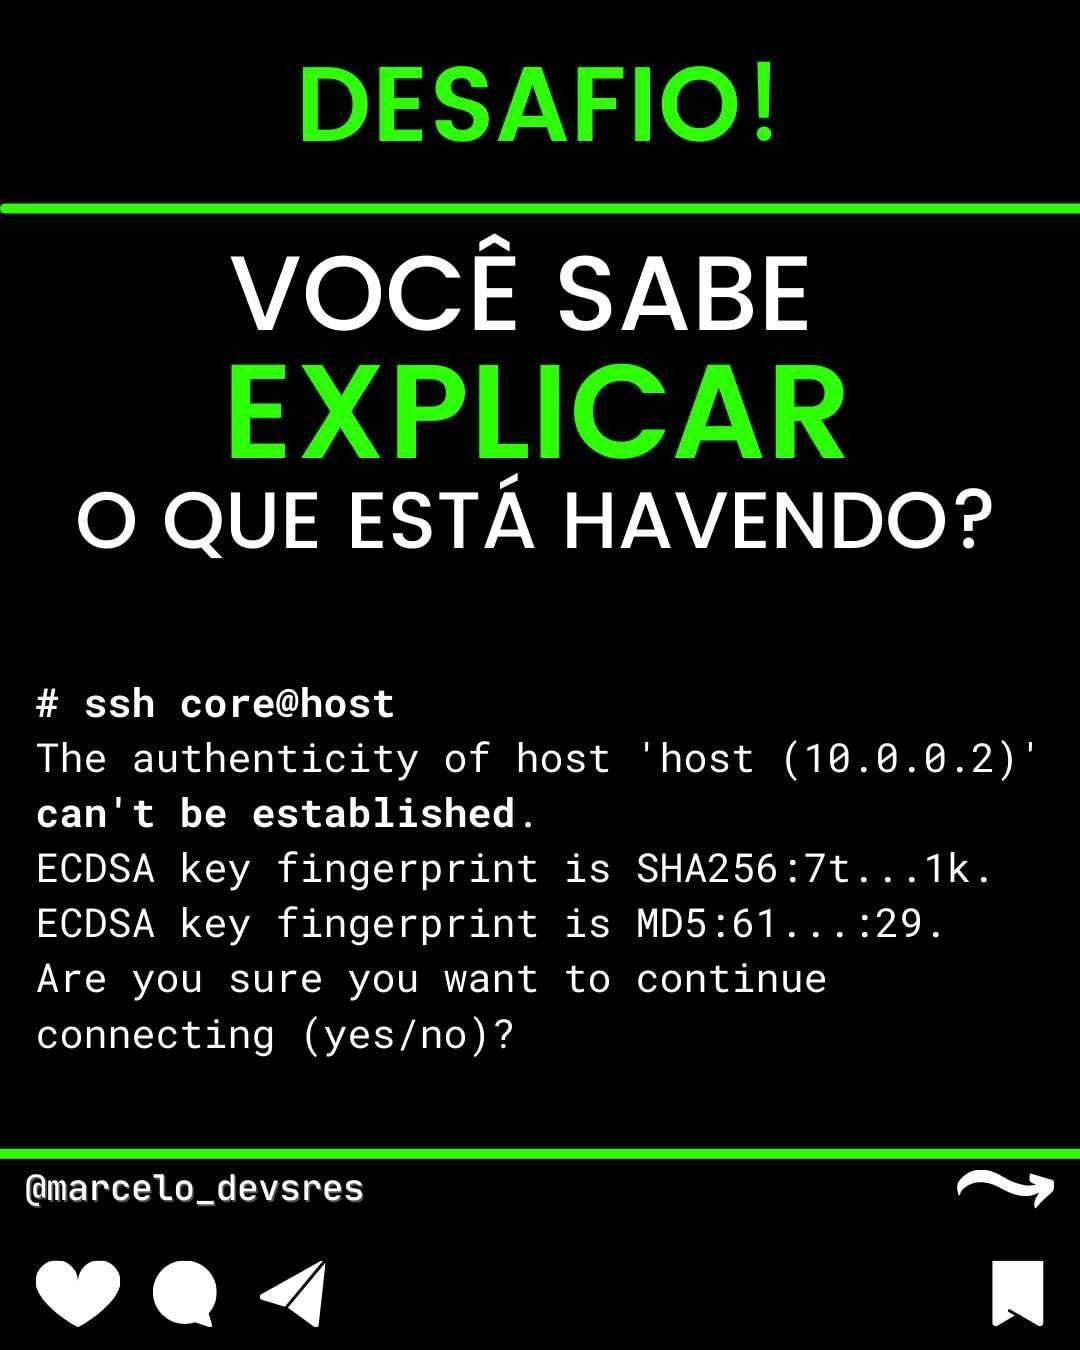 DESAFIO!
VOCÊ SABE
EXPLICAR
O QUE ESTÁ HAVENDO?
# ssh core@host
The authenticity of host 'host (10.0.0.2)'
can't be established.
ECDSA key fingerprint is SHA256:7t...1k.
ECDSA key fingerprint is MD5:61...:29.
Are you sure you want to continue
connecting (yes/no)?
@marcelo_devsres